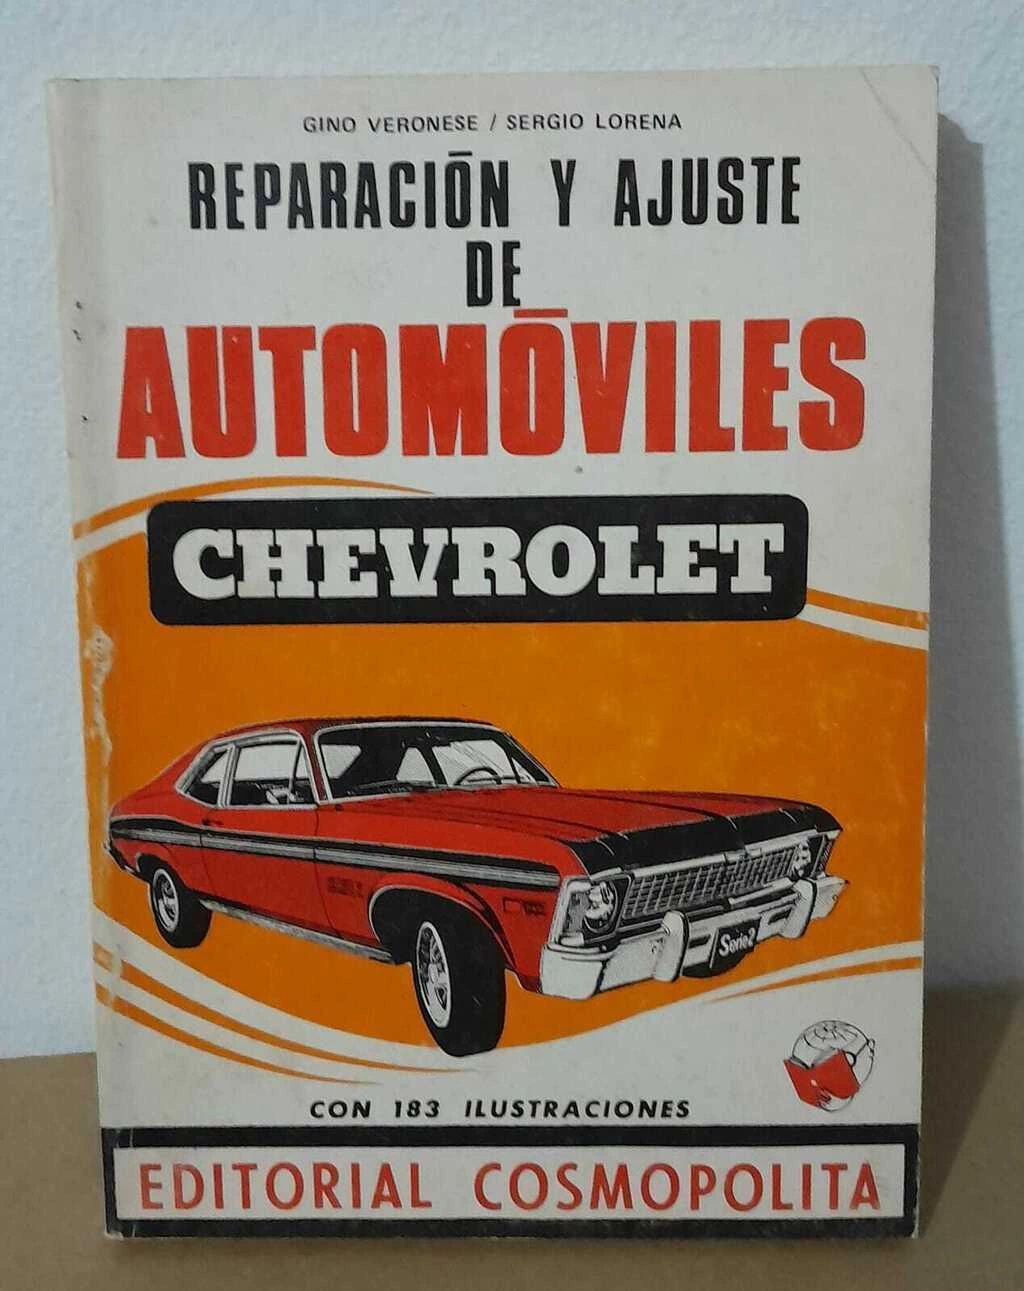 GINO VERONESE / SERGIO LORENA
REPARACIÓN Y AJUSTE
DE
AUTOMÓVILES
CHEVROLET
Serie2
CON 183 ILUSTRACIONES
EDITORIAL COSMOPOLITA